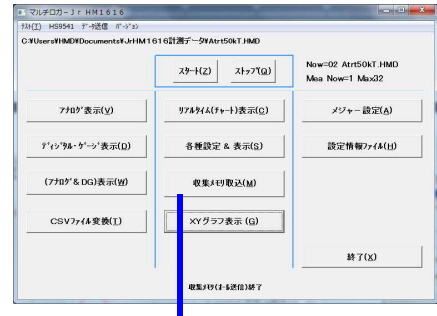 マルチロガーJr HM1616
ﾃｽﾄ(T) HS9541 ﾃﾞｰﾀ送信 ﾊﾞｰｼﾞｮﾝ
C:¥Users¥HMD¥Documents¥JrHM1616計測データ¥Atrt50kT.HMD
ｽﾀｰﾄ(Z) ｽﾄｯﾌﾟ(Q)
Now=02 Atrt50kT.HMD
Mea Now=1 Max32
ｱﾅﾛｸﾞ表示(V) ﾘｱﾙﾀｲﾑ(ﾁｬｰﾄ)表示(C) メジャー設定(A)
ﾃﾞｨｼﾞﾀﾙ･ｹﾞｰｼﾞ表示(D) 各種設定 & 表示(S) 設定情報ﾌｧｲﾙ(H)
(ｱﾅﾛｸﾞ& DG)表示(W) 収集ﾒﾓﾘ取込(M)
CSVﾌｧｲﾙ変換(T) XYグラフ表示 (G)
終了(X)
収集ﾒﾓﾘ(ｵｰﾙ送信)終了